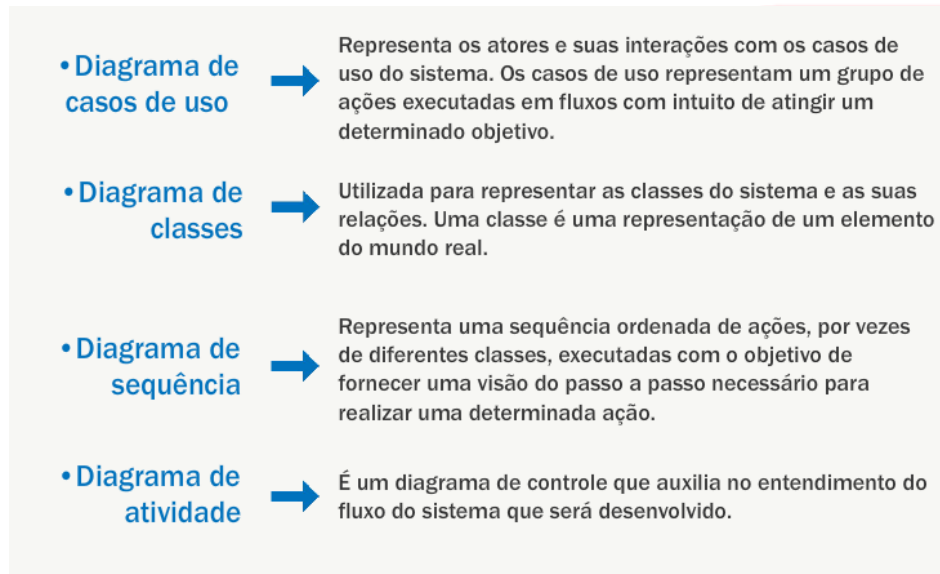 •Diagrama de
casos de uso
Representa os atores e suas interações com os casos de
uso do sistema. Os casos de uso representam um grupo de
ações executadas em fluxos com intuito de atingir um
determinado objetivo.
•Diagrama de
classes
Utilizada para representar as classes do sistema e as suas
relações. Uma classe é uma representação de um elemento
do mundo real.
•Diagrama de
sequência
Representa uma sequência ordenada de ações, por vezes
de diferentes classes, executadas com o objetivo de
fornecer uma visão do passo a passo necessário para
realizar uma determinada ação.
•Diagrama de
atividade
É um diagrama de controle que auxilia no entendimento do
fluxo do sistema que será desenvolvido.